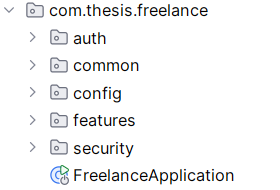 com.thesis.freelance
auth
common
config
features
security
FreelanceApplication